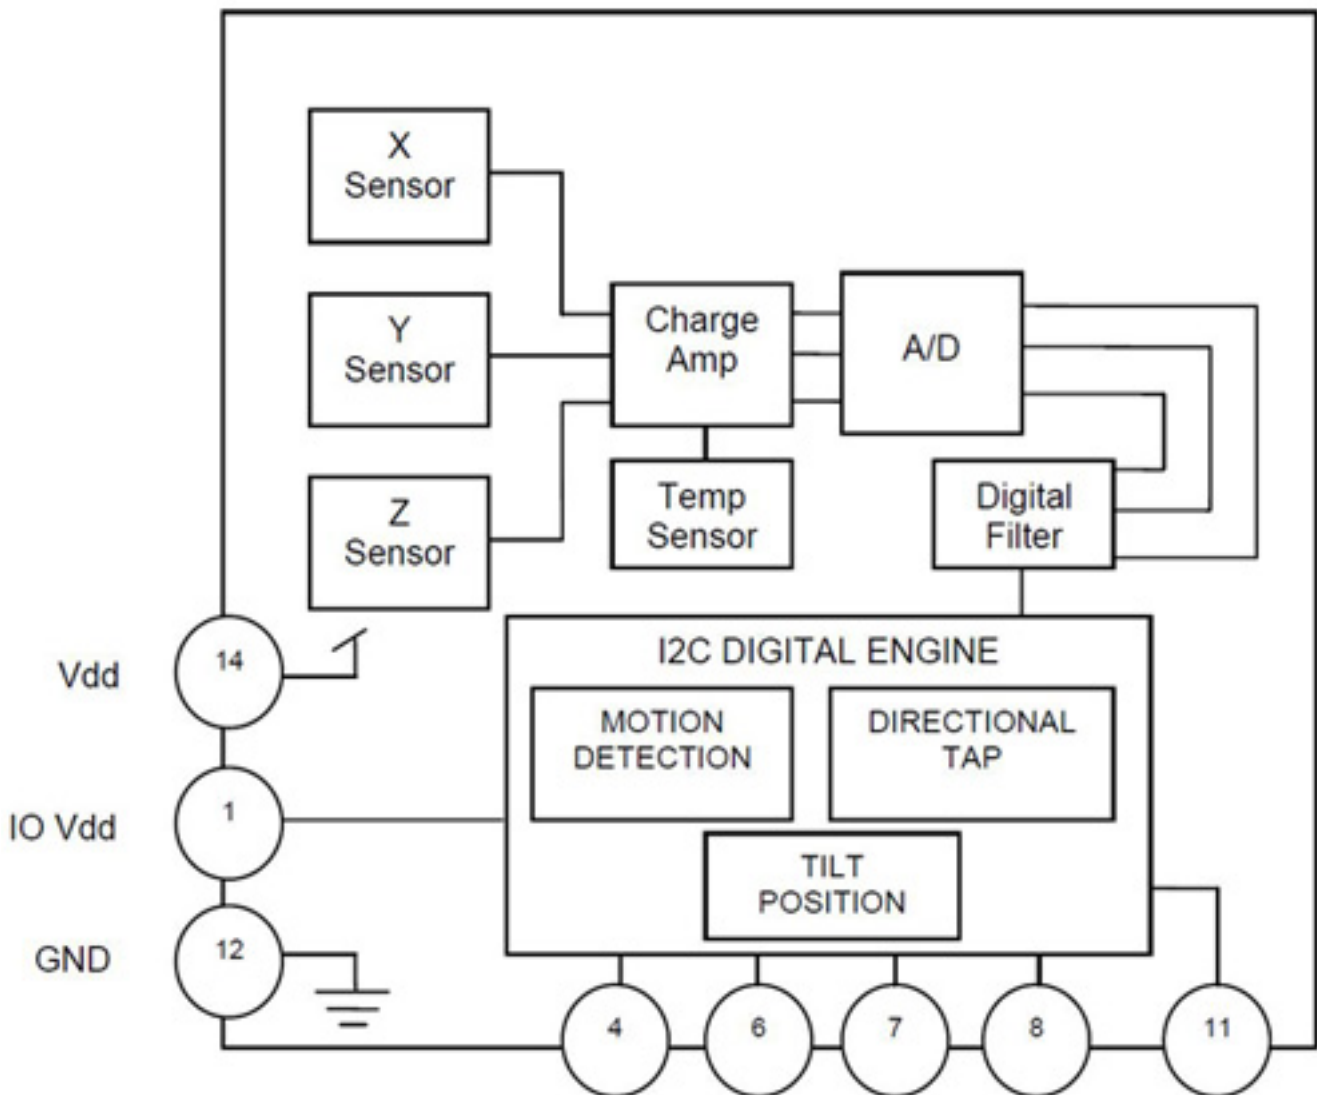 X
Sensor
Y
Sensor
Z
Sensor
Charge
Amp
A/D
Temp
Sensor
Digital
Filter
Vdd
14
IO Vdd
1
GND
12
I2C DIGITAL ENGINE
MOTION
DETECTION
DIRECTIONAL
TAP
TILT
POSITION
4
6
7
8
11